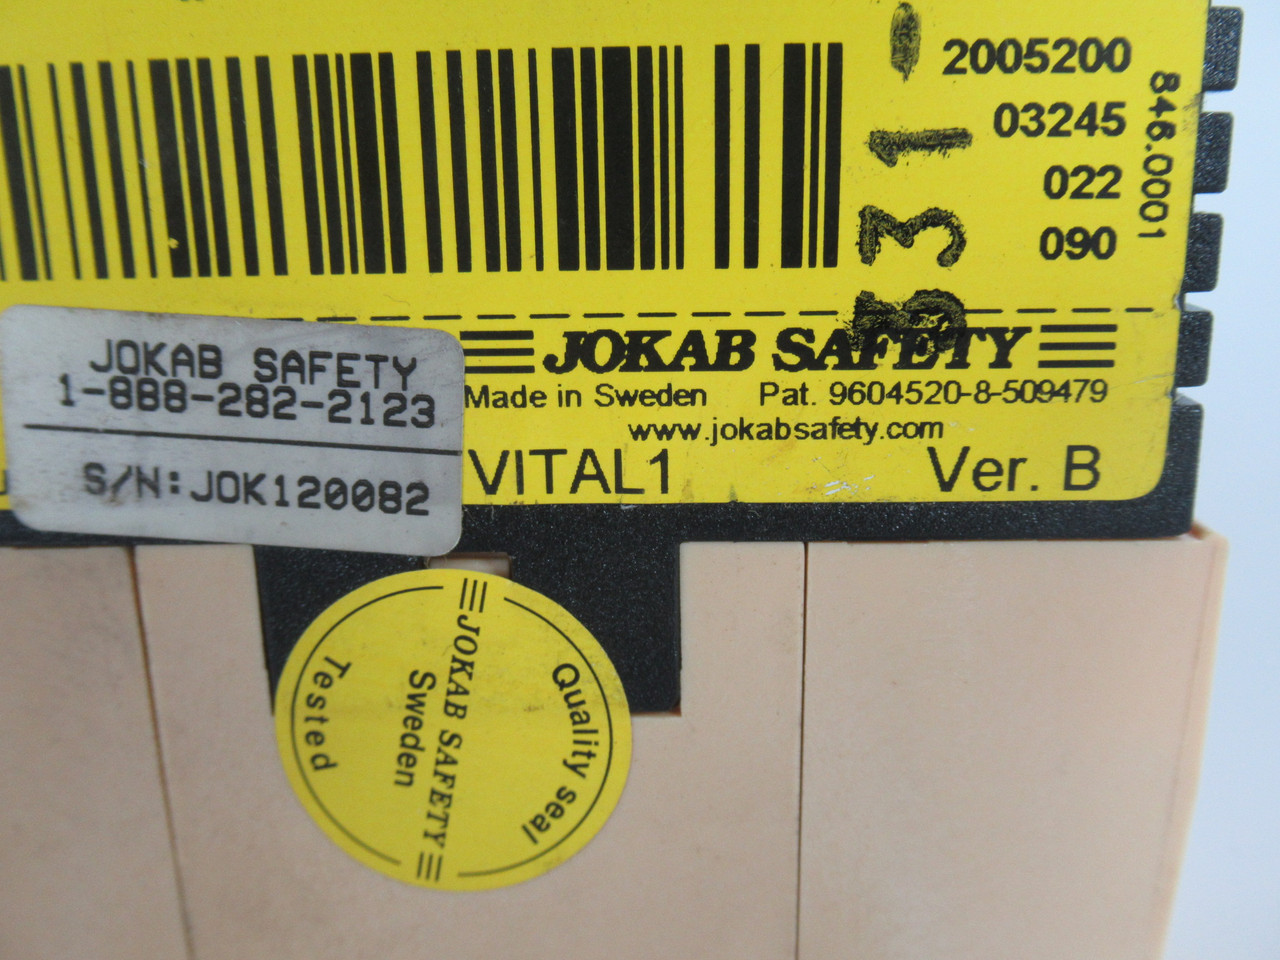 2005200
03245
022
090
846.0001
331-
JOKAB SAFETY
Made in Sweden Pat. 9604520-8-509479
www.jokabsafety.com
VITAL1 Ver. B
JOKAB SAFETY
1-888-282-2123
S/N:JOK120082
Quality seal
JOKAB SAFETY
Sweden
Tested